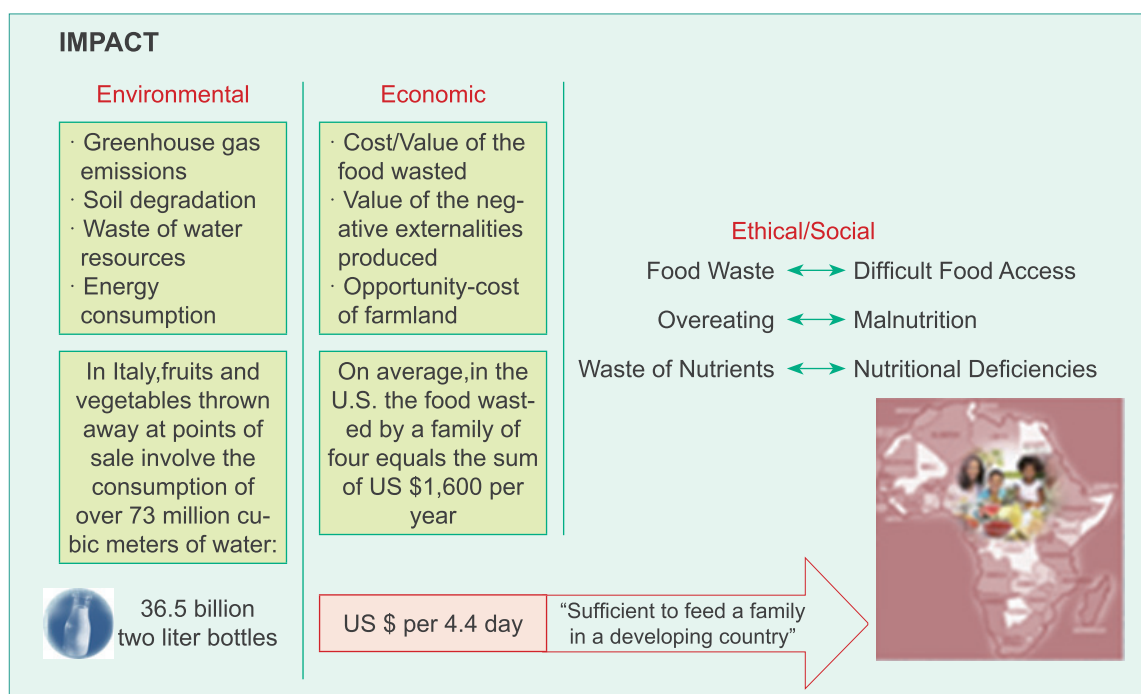 IMPACT
Environmental
· Greenhouse gas
emissions
· Soil degradation
· Waste of water
resources
· Energy
consumption
In Italy,fruits and
vegetables thrown
away at points of
sale involve the
consumption of
over 73 million cu-
bic meters of water:
36.5 billion
two liter bottles
Economic
· Cost/Value of the
food wasted
· Value of the neg-
ative externalities
produced
· Opportunity-cost
of farmland
On average,in the
U.S. the food wast-
ed by a family of
four equals the sum
of US $1,600 per
year
US $ per 4.4 day
“Sufficient to feed a family
in a developing country”
Ethical/Social
Food Waste Difficult Food Access
Overeating Malnutrition
Waste of Nutrients Nutritional Deficiencies